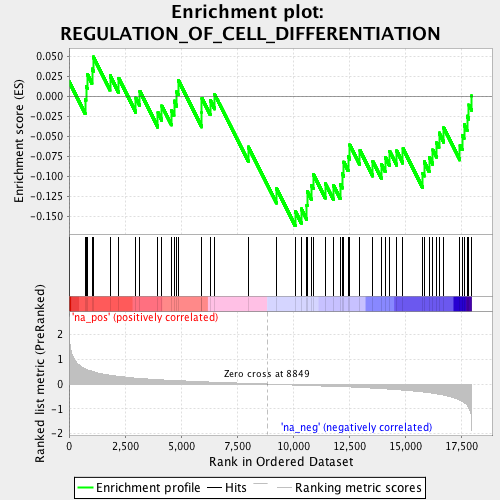 Enrichment plot:
REGULATION_OF_CELL_DIFFERENTIATION
Enrichment score (ES)
0.050
0.025
0.000
-0.025
-0.050
-0.075
-0.100
-0.125
-0.150
'na_pos' (positively correlated)
Ranked list metric (PreRanked)
2
1
0
-1
-2
Zero cross at 8849
'na_neg' (negatively correlated)
0
2,500
5,000
7,500
10,000
12,500
15,000
17,500
Rank in Ordered Dataset
Enrichment profile
Hits
Ranking metric scores